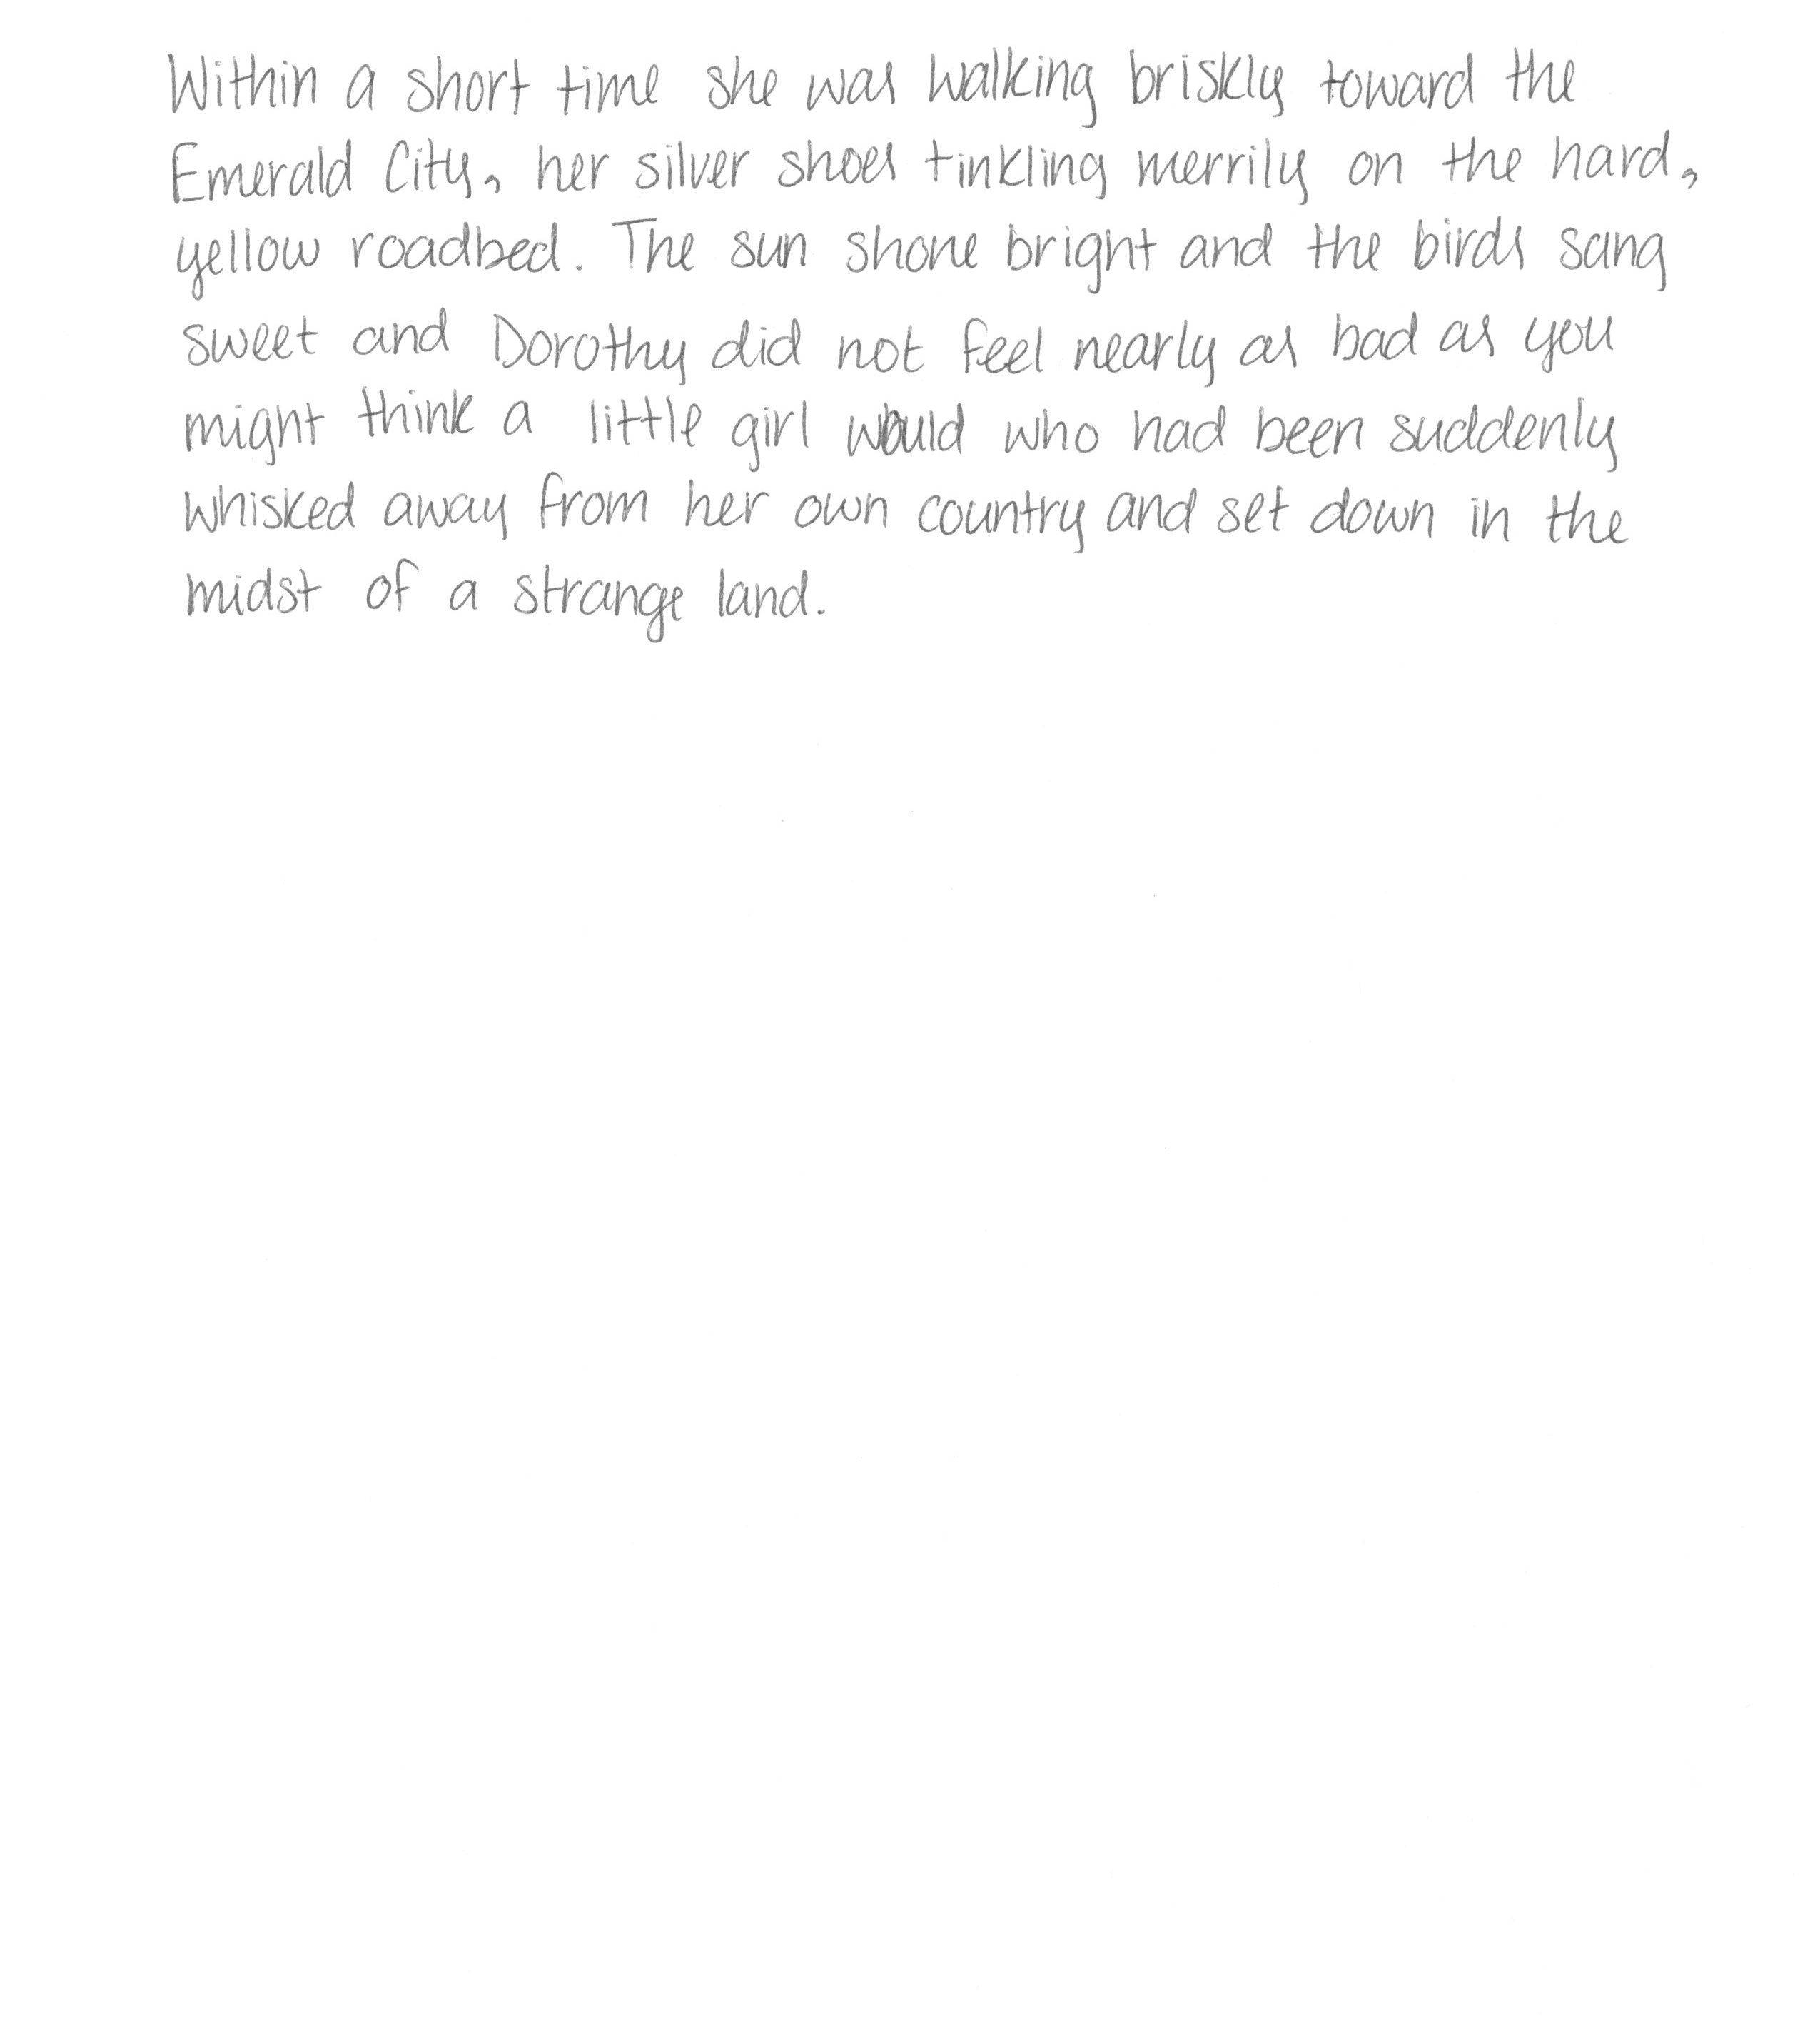 Within a short time she was walking briskly toward the
Emerald City, her silver shoes tinkling merrily on the hard,
yellow roadbed. The sun shone bright and the birds sang
sweet and Dorothy did not feel nearly as bad as you
might think a little girl would who had been suddenly
whisked away from her own country and set down in the
midst of a strange land.